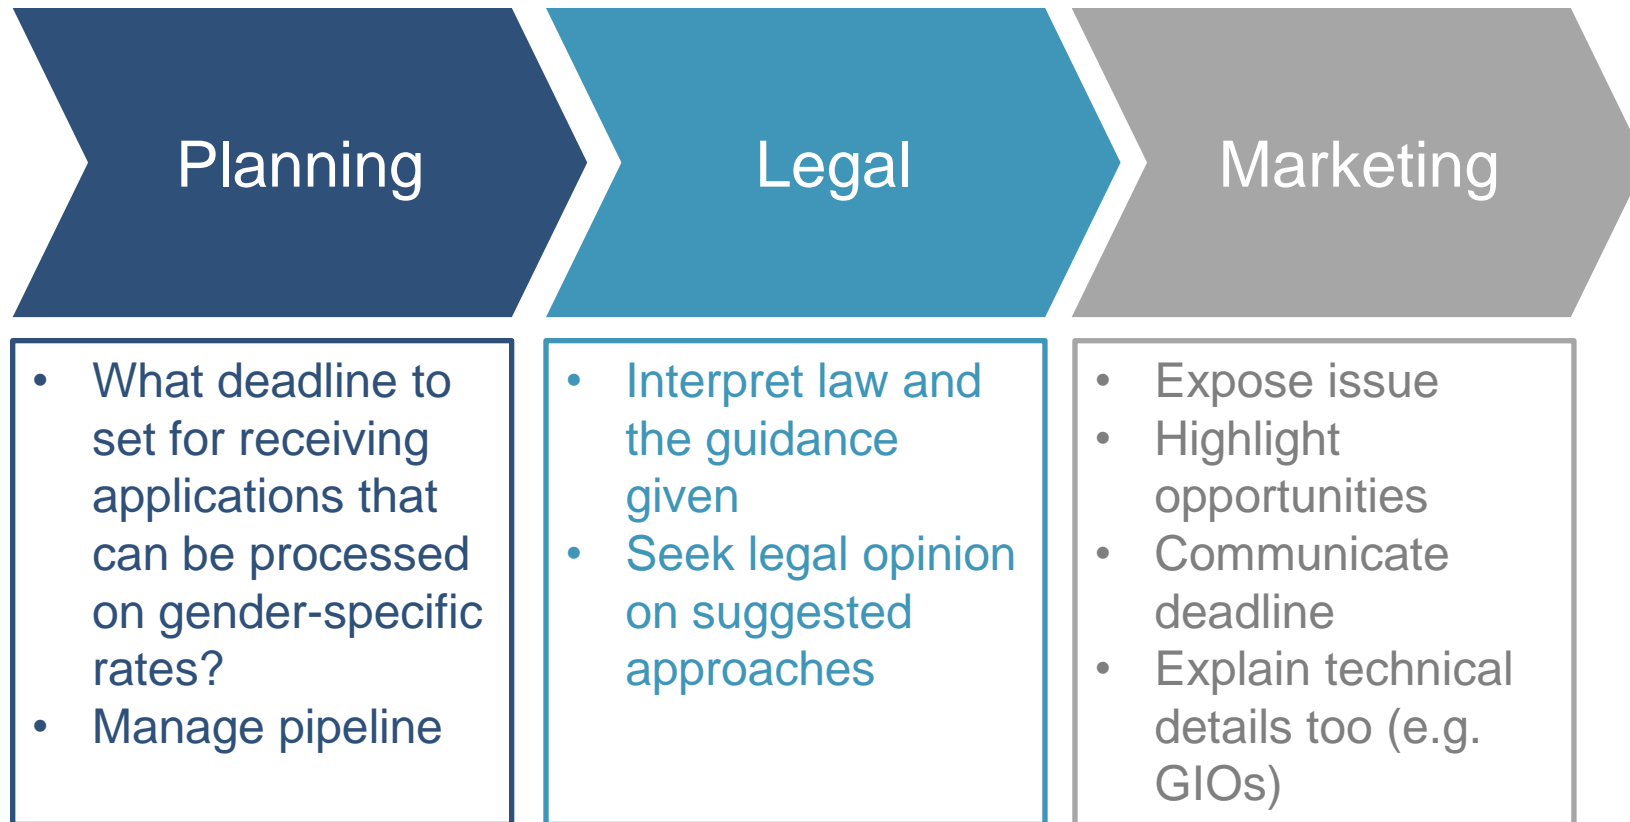 Planning
Legal
Marketing
• What deadline to
set for receiving
applications that
can be processed
on gender-specific
rates?
• Manage pipeline
• Interpret law and
the guidance
given
• Seek legal opinion
on suggested
approaches
• Expose issue
• Highlight
opportunities
• Communicate
deadline
• Explain technical
details too (e.g.
GIOs)